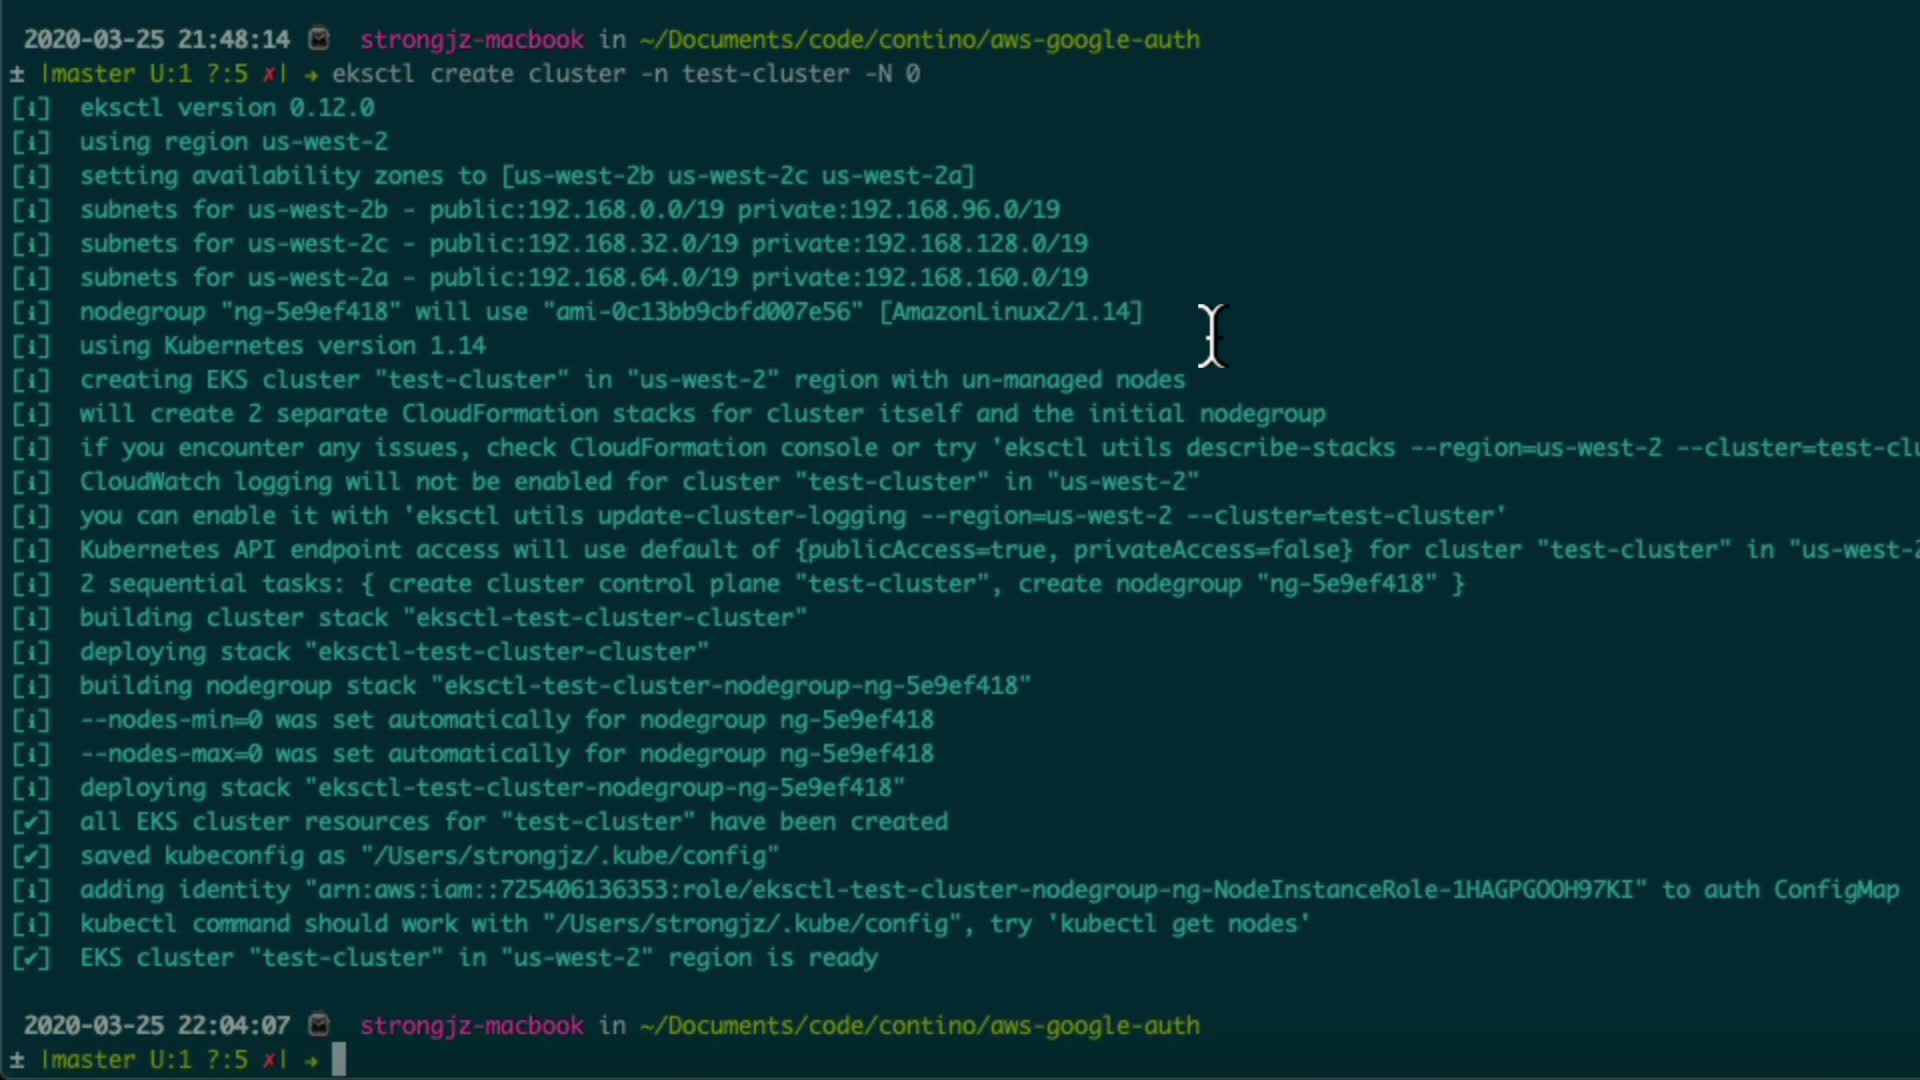 2020-03-25 21:48:14 strongjz-macbook in ~/Documents/code/contino/aws-google-auth
± |master U:1 ?:5 ✗| → eksctl create cluster -n test-cluster -N 0
[ℹ] eksctl version 0.12.0
[ℹ] using region us-west-2
[ℹ] setting availability zones to [us-west-2b us-west-2c us-west-2a]
[ℹ] subnets for us-west-2b - public:192.168.0.0/19 private:192.168.96.0/19
[ℹ] subnets for us-west-2c - public:192.168.32.0/19 private:192.168.128.0/19
[ℹ] subnets for us-west-2a - public:192.168.64.0/19 private:192.168.160.0/19
[ℹ] nodegroup "ng-5e9ef418" will use "ami-0c13bb9cbfd007e56" [AmazonLinux2/1.14]
[ℹ] using Kubernetes version 1.14
[ℹ] creating EKS cluster "test-cluster" in "us-west-2" region with un-managed nodes
[ℹ] will create 2 separate CloudFormation stacks for cluster itself and the initial nodegroup
[ℹ] if you encounter any issues, check CloudFormation console or try 'eksctl utils describe-stacks --region=us-west-2 --cluster=test-clu
[ℹ] CloudWatch logging will not be enabled for cluster "test-cluster" in "us-west-2"
[ℹ] you can enable it with 'eksctl utils update-cluster-logging --region=us-west-2 --cluster=test-cluster'
[ℹ] Kubernetes API endpoint access will use default of {publicAccess=true, privateAccess=false} for cluster "test-cluster" in "us-west-2
[ℹ] 2 sequential tasks: { create cluster control plane "test-cluster", create nodegroup "ng-5e9ef418" }
[ℹ] building cluster stack "eksctl-test-cluster-cluster"
[ℹ] deploying stack "eksctl-test-cluster-cluster"
[ℹ] building nodegroup stack "eksctl-test-cluster-nodegroup-ng-5e9ef418"
[ℹ] --nodes-min=0 was set automatically for nodegroup ng-5e9ef418
[ℹ] --nodes-max=0 was set automatically for nodegroup ng-5e9ef418
[ℹ] deploying stack "eksctl-test-cluster-nodegroup-ng-5e9ef418"
[✔] all EKS cluster resources for "test-cluster" have been created
[✔] saved kubeconfig as "/Users/strongjz/.kube/config"
[ℹ] adding identity "arn:aws:iam::725406136353:role/eksctl-test-cluster-nodegroup-ng-NodeInstanceRole-1HAGPGOOH97KI" to auth ConfigMap
[ℹ] kubectl command should work with "/Users/strongjz/.kube/config", try 'kubectl get nodes'
[✔] EKS cluster "test-cluster" in "us-west-2" region is ready
2020-03-25 22:04:07 strongjz-macbook in ~/Documents/code/contino/aws-google-auth
± |master U:1 ?:5 ✗| →